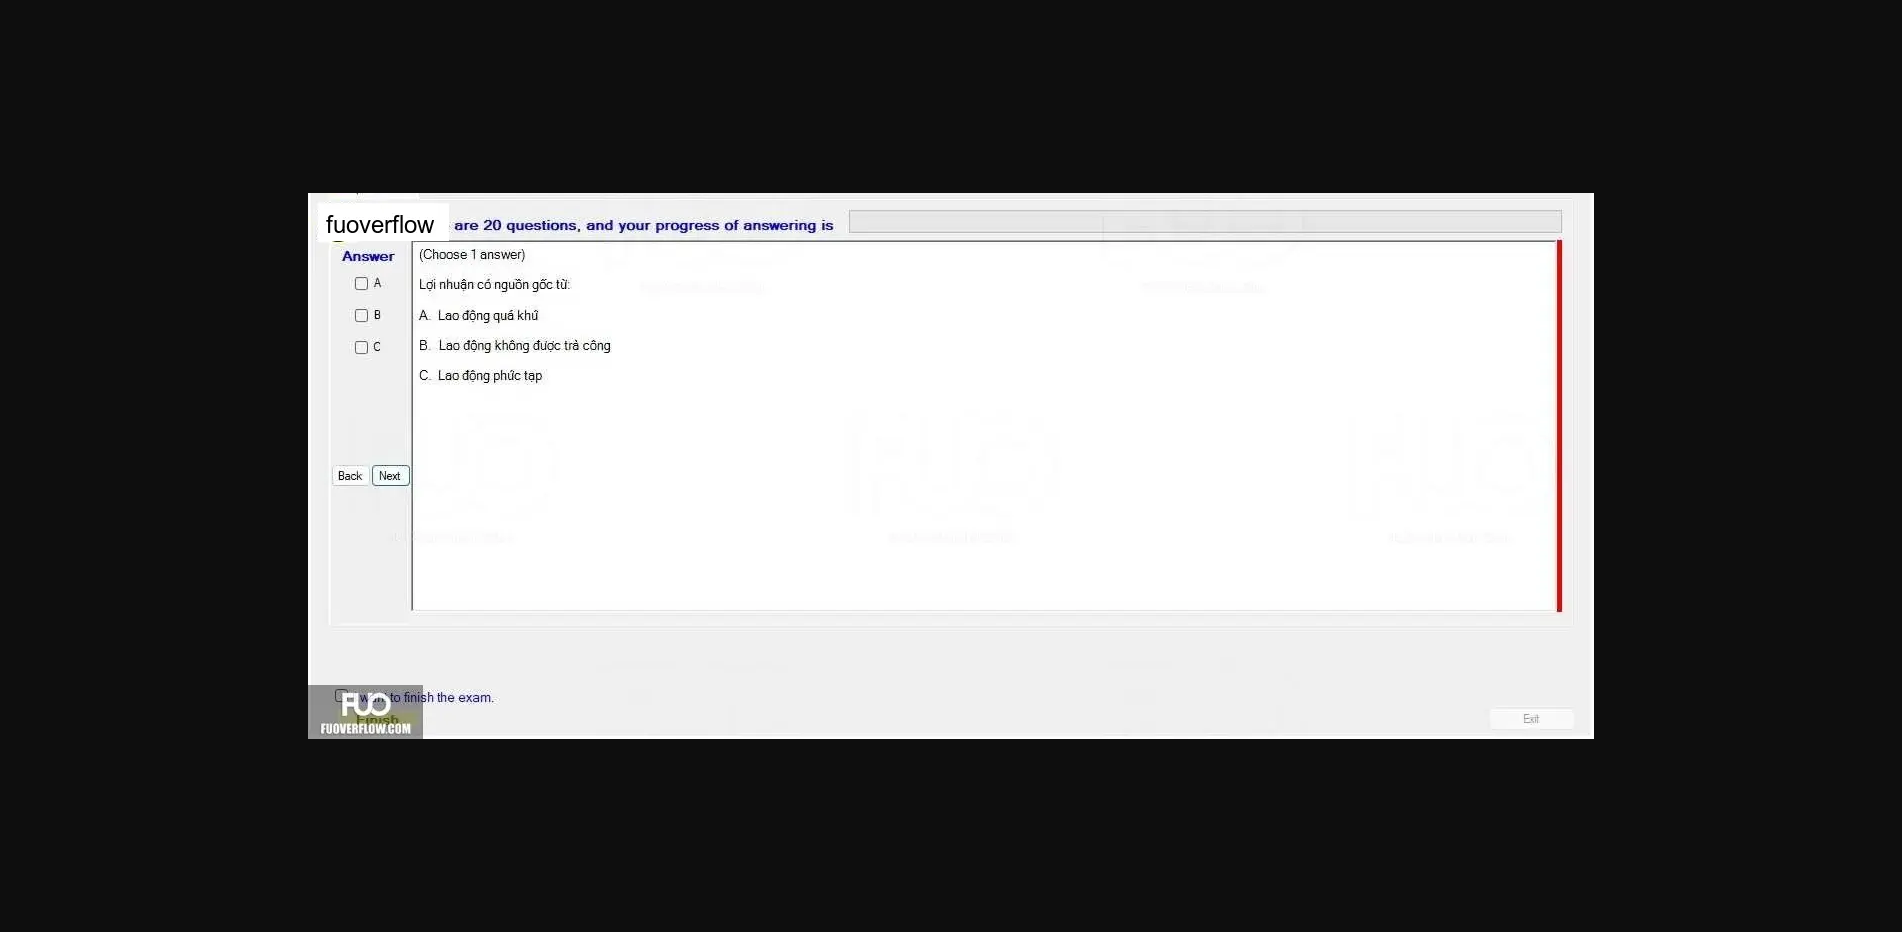 fuoverflow
are 20 questions, and your progress of answering is
Answer
(Choose 1 answer)
A
Lợi nhuận có nguồn gốc từ:
B
A. Lao động quá khứ
C
B. Lao động không được trả công
C. Lao động phức tạp
Back
Next
want to finish the exam.
Finish
FUO
FUOVERFLOW.COM
Exit